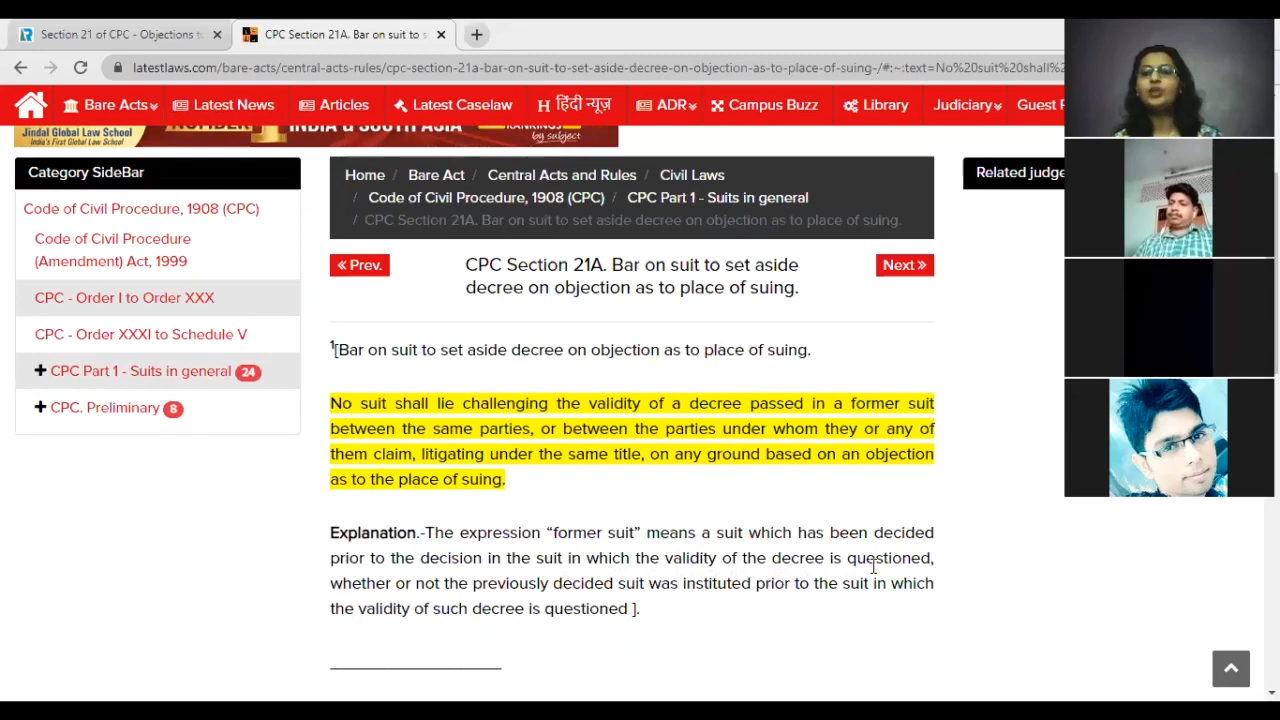 Section 21 of CPC - Objections to
CPC Section 21A. Bar on suit to s
latestlaws.com/bare-acts/central-acts-rules/cpc-section-21a-bar-on-suit-to-set-aside-decree-on-objection-as-to-place-of-suing-/#:~:text=No%20suit%20shall
Bare Acts Latest News Articles Latest Caselaw हिंदी न्यूज़ ADR Campus Buzz Library Judiciary Guest
Jindal Global Law School
India's First Global Law School
INDIA & SOUTH ASIA
RANKINGS
by subject
Category SideBar
Code of Civil Procedure, 1908 (CPC)
Code of Civil Procedure
(Amendment) Act, 1999
CPC - Order I to Order XXX
CPC - Order XXXI to Schedule V
CPC Part 1 - Suits in general 24
CPC. Preliminary 8
Home / Bare Act / Central Acts and Rules / Civil Laws
/ Code of Civil Procedure, 1908 (CPC) / CPC Part 1 - Suits in general
/ CPC Section 21A. Bar on suit to set aside decree on objection as to place of suing.
« Prev.
CPC Section 21A. Bar on suit to set aside
decree on objection as to place of suing.
Next »
1[Bar on suit to set aside decree on objection as to place of suing.
No suit shall lie challenging the validity of a decree passed in a former suit
between the same parties, or between the parties under whom they or any of
them claim, litigating under the same title, on any ground based on an objection
as to the place of suing.
Explanation.-The expression “former suit” means a suit which has been decided
prior to the decision in the suit in which the validity of the decree is questioned,
whether or not the previously decided suit was instituted prior to the suit in which
the validity of such decree is questioned ].
Related judge